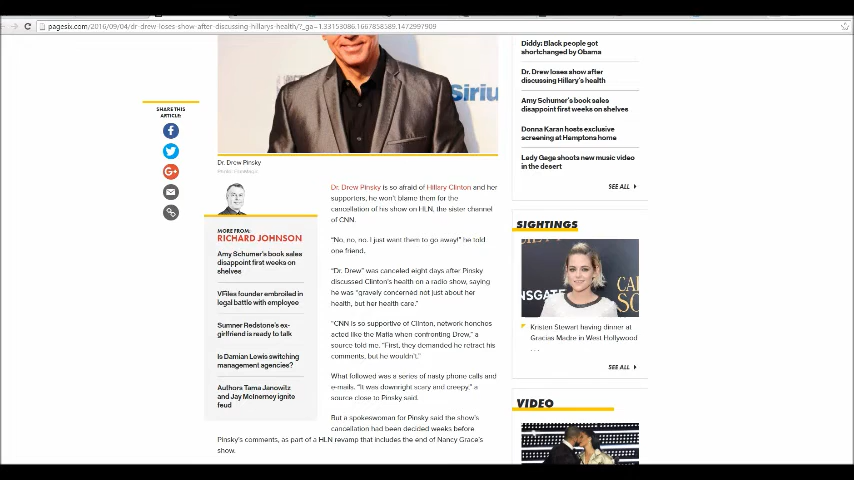 pagesix.com/2016/09/04/dr-drew-loses-show-after-discussing-hillarys-health/?_ga=1.33153086.1667858589.1472997909
Sirius
SHARE THIS
ARTICLE:
Dr. Drew Pinsky
MORE FROM:
RICHARD JOHNSON
Amy Schumer's book sales
disappoint first weeks on
shelves
VFiles founder embroiled in
legal battle with employee
Sumner Redstone's ex-
girlfriend is ready to talk
Is Damian Lewis switching
management agencies?
Authors Tama Janowitz
and Jay McInerney ignite
feud
Dr. Drew Pinsky is so afraid of Hillary Clinton and her
supporters, he won't blame them for the
cancellation of his show on HLN, the sister channel
of CNN.
"No, no, no. I just want them to go away!" he told
one friend.
"Dr. Drew" was canceled eight days after Pinsky
discussed Clinton's health on a radio show, saying
he was "gravely concerned not just about her
health, but her health care."
"CNN is so supportive of Clinton, network honchos
acted like the Mafia when confronting Drew," a
source told me. "First, they demanded he retract his
comments, but he wouldn't."
What followed was a series of nasty phone calls and
e-mails. "It was downright scary and creepy," a
source close to Pinsky said.
But a spokeswoman for Pinsky said the show's
cancellation had been decided weeks before
Pinsky's comments, as part of a HLN revamp that includes the end of Nancy Grace's
show.
Diddy: Black people got
shortchanged by Obama
Dr. Drew loses show after
discussing Hillary's health
Amy Schumer's book sales
disappoint first weeks on shelves
Donna Karan hosts exclusive
screening at Hamptons home
Lady Gaga shoots new music video
in the desert
SEE ALL
SIGHTINGS
NSGATE
CA
SO
Kristen Stewart having dinner at
Gracias Madre in West Hollywood
...
SEE ALL
VIDEO